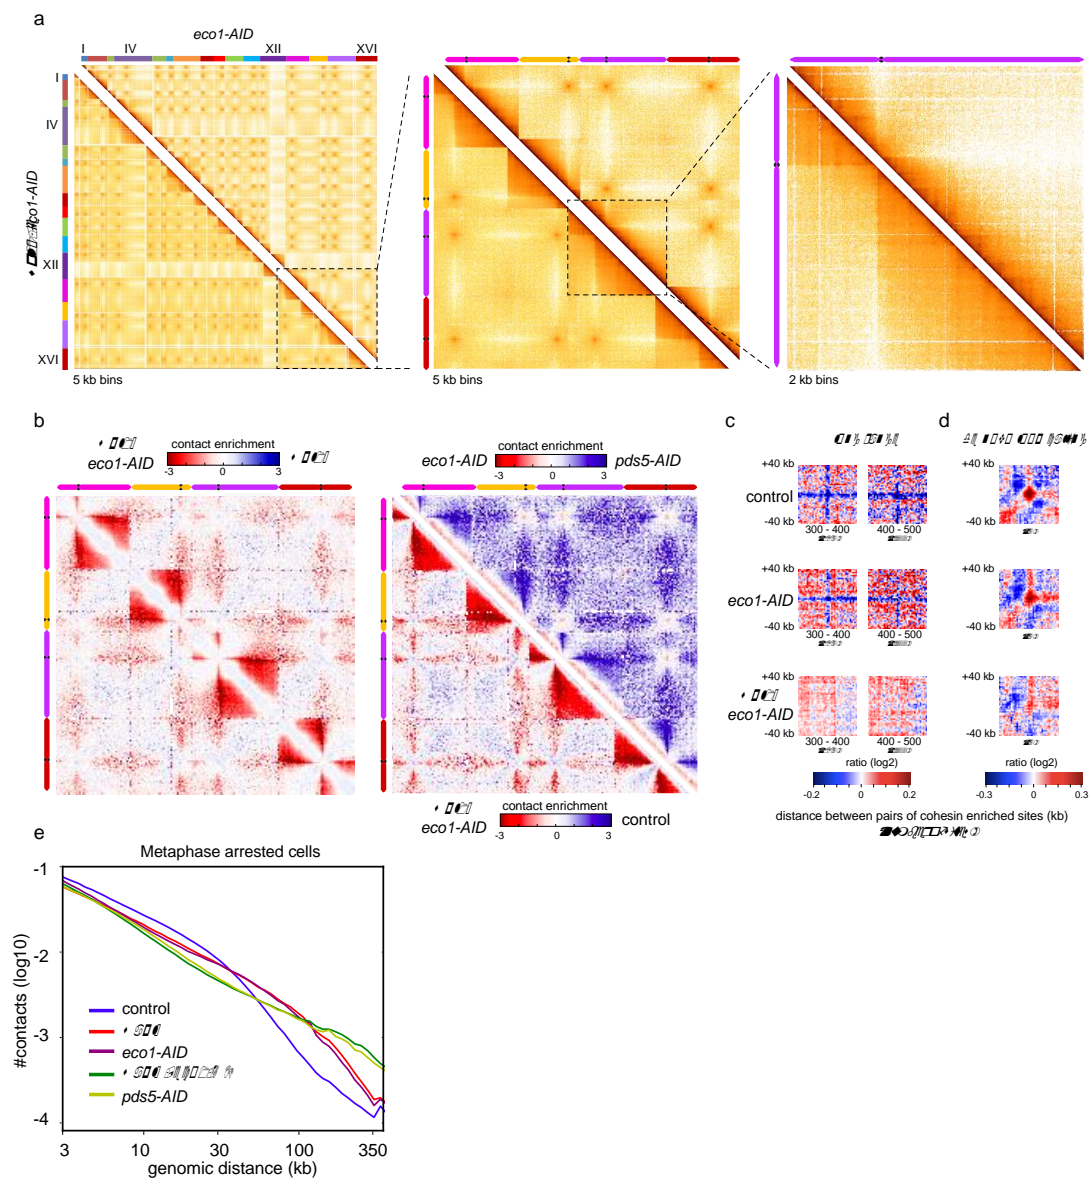 a
eco1-AID
I IV XII XVI
I
IV
eco1-AID
XII
XVI
5 kb bins
5 kb bins
2 kb bins
b
contact enrichment
eco1-AID
-3 0 3
contact enrichment
eco1-AID
pds5-AID
-3 0 3
eco1-AID
contact enrichment
control
-3 0 3
c
d
+40 kb
control
-40 kb
300 - 400
400 - 500
+40 kb
-40 kb
+40 kb
eco1-AID
-40 kb
300 - 400
400 - 500
+40 kb
-40 kb
+40 kb
eco1-AID
-40 kb
300 - 400
400 - 500
+40 kb
-40 kb
ratio (log2)
-0.2 0 0.2
ratio (log2)
-0.3 0 0.3
distance between pairs of cohesin enriched sites (kb)
e
Metaphase arrested cells
#contacts (log10)
-1
-2
-3
-4
control
eco1-AID
pds5-AID
3 10 30 100 350
genomic distance (kb)